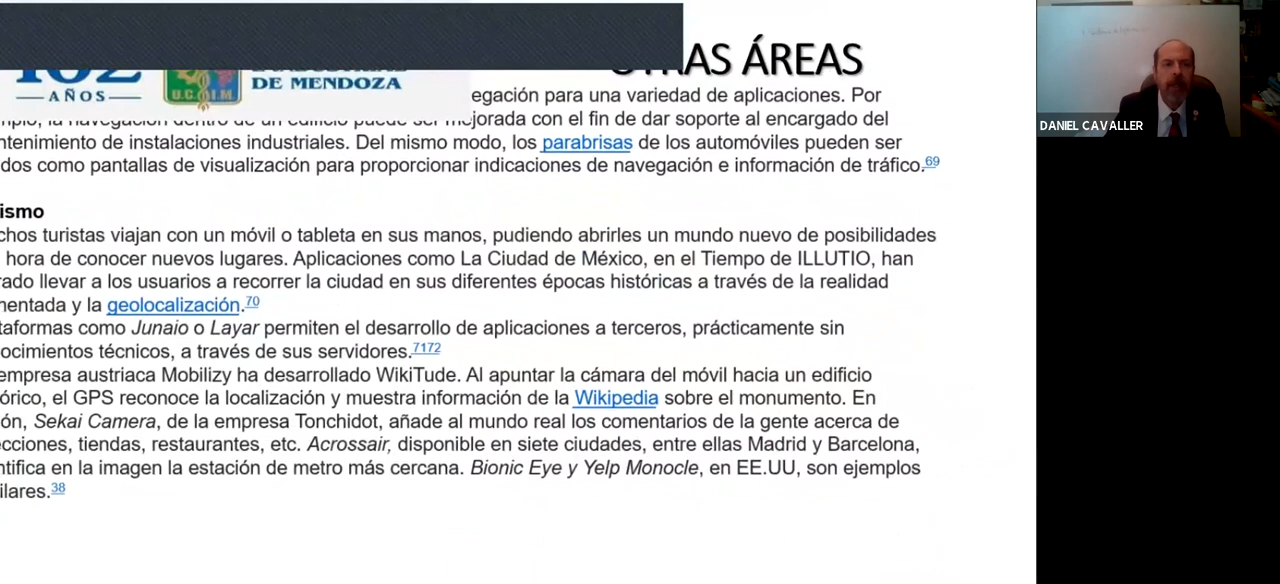 OTRAS ÁREAS
AÑOS
U.C.I.M.
DE MENDOZA
egación para una variedad de aplicaciones. Por
la navegación dentro de un edificio puede ser mejorada con el fin de dar soporte al encargado del
ntenimiento de instalaciones industriales. Del mismo modo, los parabrisas de los automóviles pueden ser
dos como pantallas de visualización para proporcionar indicaciones de navegación e información de tráfico.69
ismo
chos turistas viajan con un móvil o tableta en sus manos, pudiendo abrirles un mundo nuevo de posibilidades
hora de conocer nuevos lugares. Aplicaciones como La Ciudad de México, en el Tiempo de ILLUTIO, han
rado llevar a los usuarios a recorrer la ciudad en sus diferentes épocas históricas a través de la realidad
mentada y la geolocalización.70
taformas como Junaio o Layar permiten el desarrollo de aplicaciones a terceros, prácticamente sin
ocimientos técnicos, a través de sus servidores.7172
empresa austriaca Mobilizy ha desarrollado WikiTude. Al apuntar la cámara del móvil hacia un edificio
órico, el GPS reconoce la localización y muestra información de la Wikipedia sobre el monumento. En
ón, Sekai Camera, de la empresa Tonchidot, añade al mundo real los comentarios de la gente acerca de
ecciones, tiendas, restaurantes, etc. Acrossair, disponible en siete ciudades, entre ellas Madrid y Barcelona,
ntifica en la imagen la estación de metro más cercana. Bionic Eye y Yelp Monocle, en EE.UU, son ejemplos
ilares.38
DANIEL CAVALLER